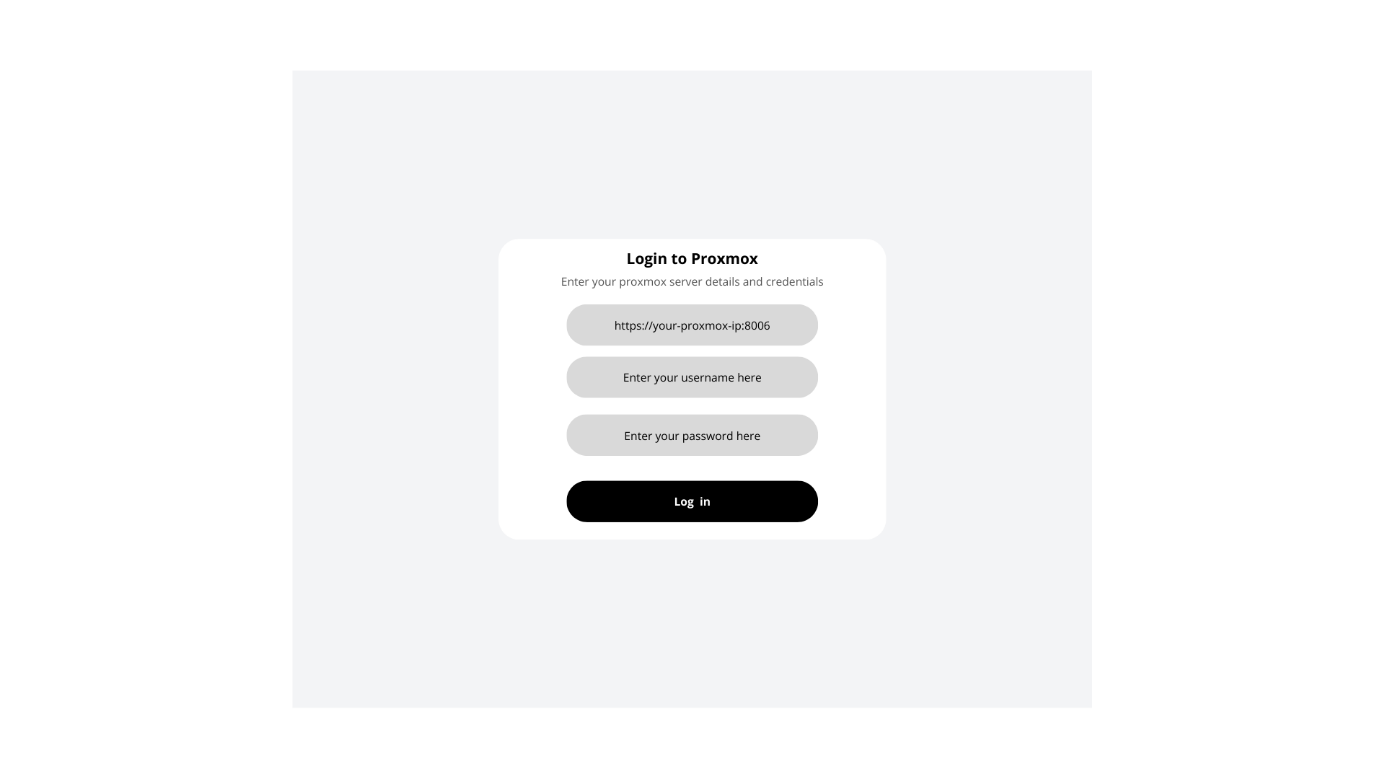 Login to Proxmox
Enter your proxmox server details and credentials
https://your-proxmox-ip:8006
Enter your username here
Enter your password here
Log  in